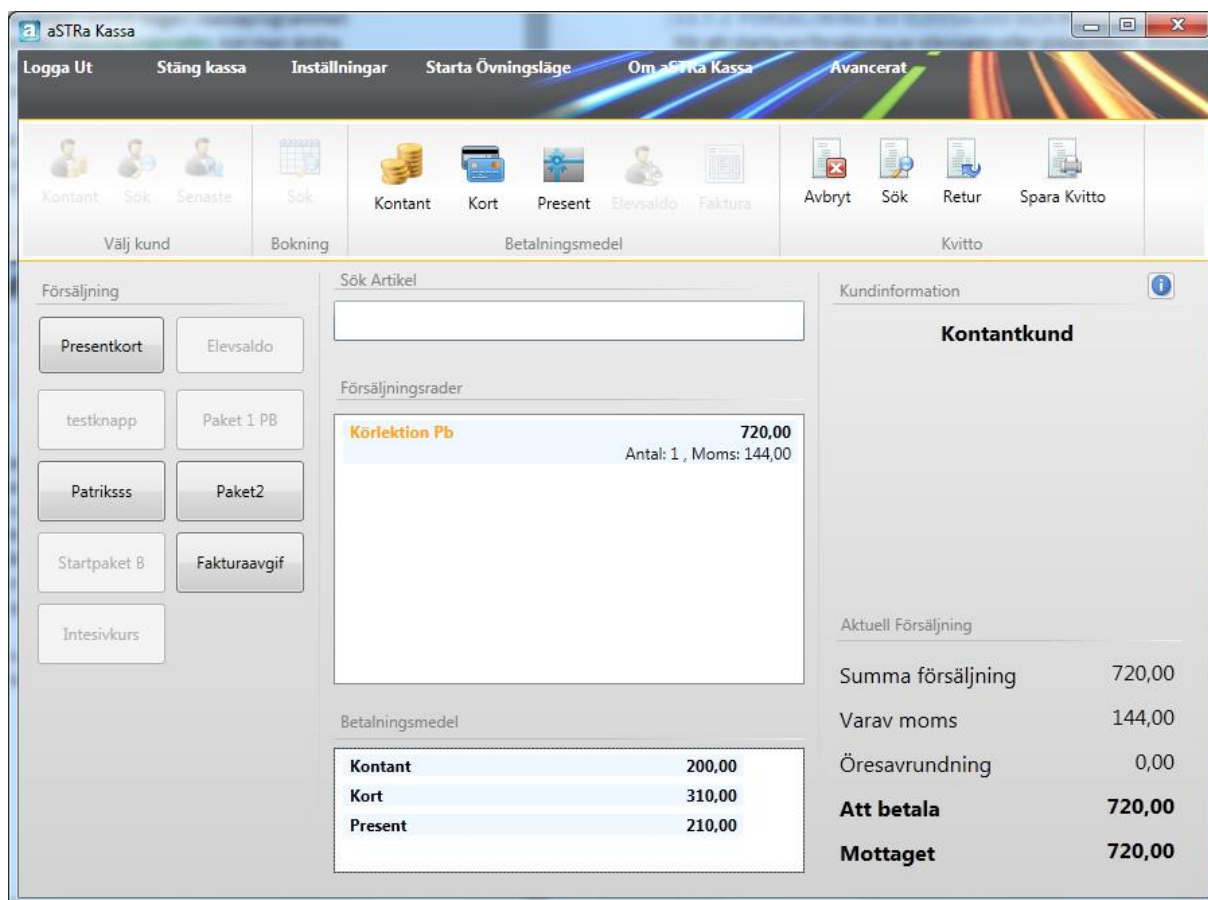 aSTRa Kassa
Logga Ut Stäng kassa Inställningar Starta Övningsläge Om aSTRa Kassa Avancerat
Kontant Sök Senaste Sök Kontant Kort Present Elevsaldo Faktura Avbryt Sök Retur Spara Kvitto
Välj kund Bokning Betalningsmedel Kvitto
Försäljning
Presentkort Elevsaldo
testknapp Paket 1 PB
Patriksss Paket2
Startpaket B Fakturaavgif
Intesivkurs
Sök Artikel
Försäljningsrader
Körlektion Pb 720,00
Antal: 1 , Moms: 144,00
Betalningsmedel
Kontant 200,00
Kort 310,00
Present 210,00
Kundinformation
Kontantkund
Aktuell Försäljning
Summa försäljning 720,00
Varav moms 144,00
Öresavrundning 0,00
Att betala 720,00
Mottaget 720,00